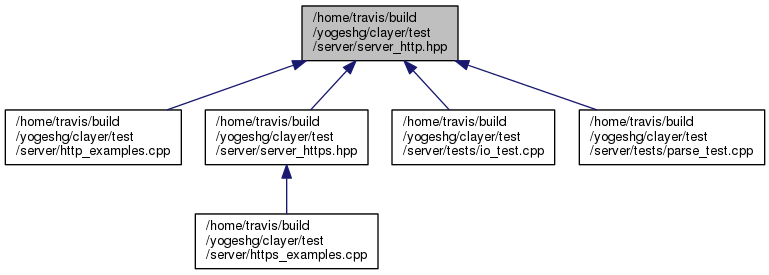 /home/travis/build
/yogeshg/clayer/test
/server/server_http.hpp
/home/travis/build
/yogeshg/clayer/test
/server/http_examples.cpp
/home/travis/build
/yogeshg/clayer/test
/server/server_https.hpp
/home/travis/build
/yogeshg/clayer/test
/server/tests/io_test.cpp
/home/travis/build
/yogeshg/clayer/test
/server/tests/parse_test.cpp
/home/travis/build
/yogeshg/clayer/test
/server/https_examples.cpp